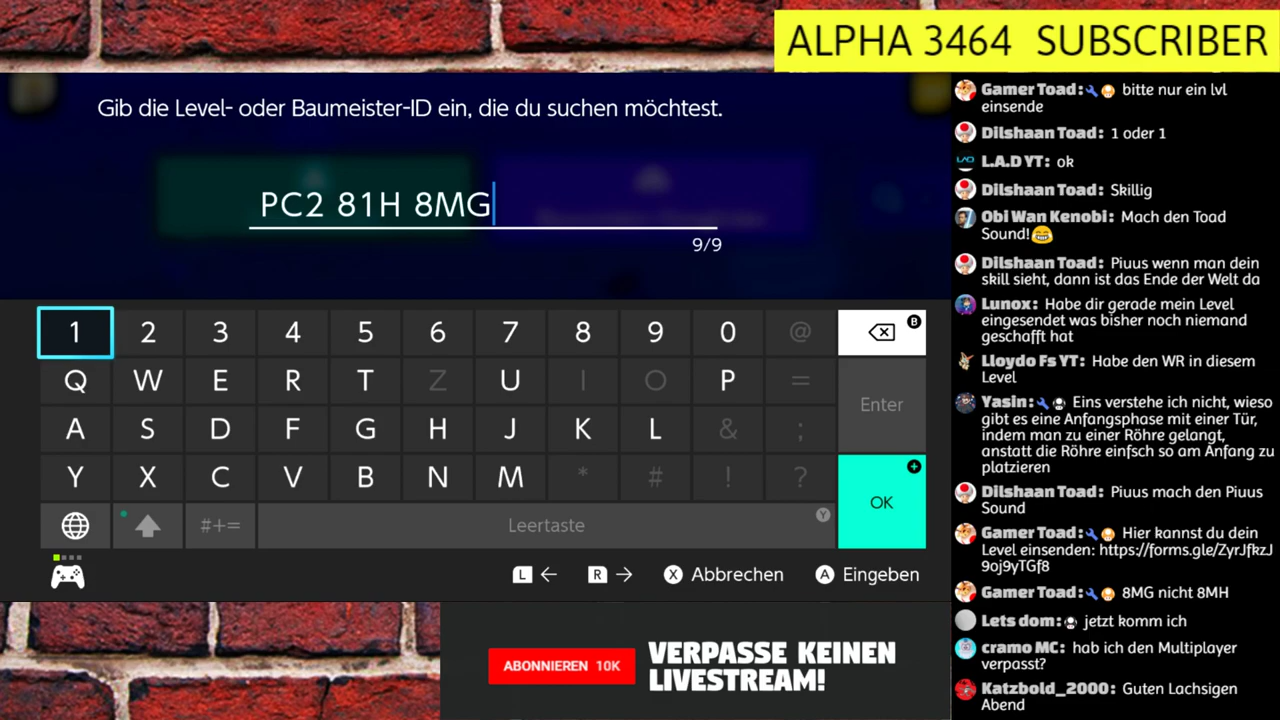 ALPHA 3464 SUBSCRIBER
Gib die Level- oder Baumeister-ID ein, die du suchen möchtest.
PC2 81H 8MG
9/9
1 2 3 4 5 6 7 8 9 0 @ B
Q W E R T Z U I O P =
Enter
A S D F G H J K L & ;
Y X C V B N M * # ! ? +
OK
#+= Leertaste Y
L ← R → X Abbrechen A Eingeben
ABONNIEREN 10K
VERPASSE KEINEN
LIVESTREAM!
Gamer Toad: bitte nur ein lvl
einsende
Dilshaan Toad: 1 oder 1
L.A.D YT: ok
Dilshaan Toad: Skillig
Obi Wan Kenobi: Mach den Toad
Sound!😂
Dilshaan Toad: Piuus wenn man dein
skill sieht, dann ist das Ende der Welt da
Lunox: Habe dir gerade mein Level
eingesendet was bisher noch niemand
geschafft hat
Lloydo Fs YT: Habe den WR in diesem
Level
Yasin: Eins verstehe ich nicht, wieso
gibt es eine Anfangsphase mit einer Tür,
indem man zu einer Röhre gelangt,
anstatt die Röhre einfsch so am Anfang zu
platzieren
Dilshaan Toad: Piuus mach den Piuus
Sound
Gamer Toad: Hier kannst du dein
Level einsenden: https://forms.gle/ZyrJfkzJ
9oj9yTGf8
Gamer Toad: 8MG nicht 8MH
Lets dom: jetzt komm ich
cramo MC: hab ich den Multiplayer
verpasst?
Katzbold_2000: Guten Lachsigen
Abend